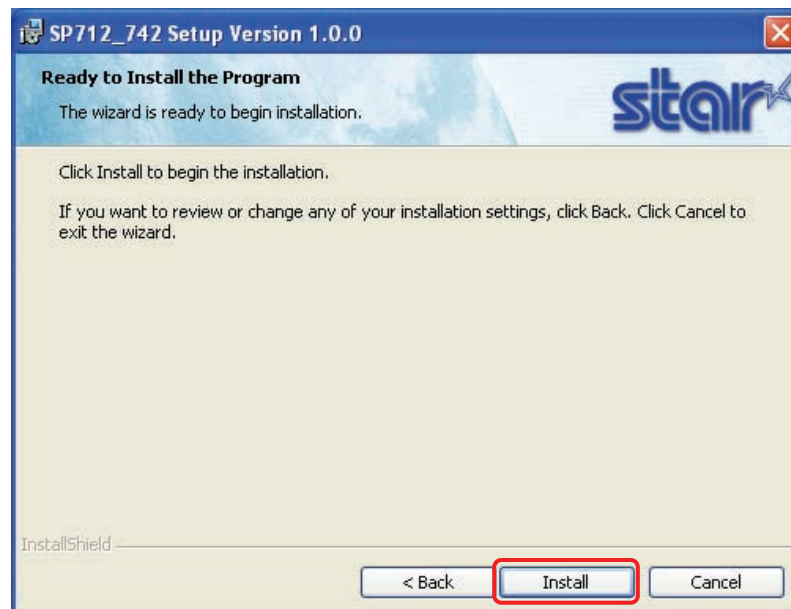 SP712_742 Setup Version 1.0.0
Ready to Install the Program
The wizard is ready to begin installation.
star
Click Install to begin the installation.
If you want to review or change any of your installation settings, click Back. Click Cancel to
exit the wizard.
InstallShield
< Back Install Cancel